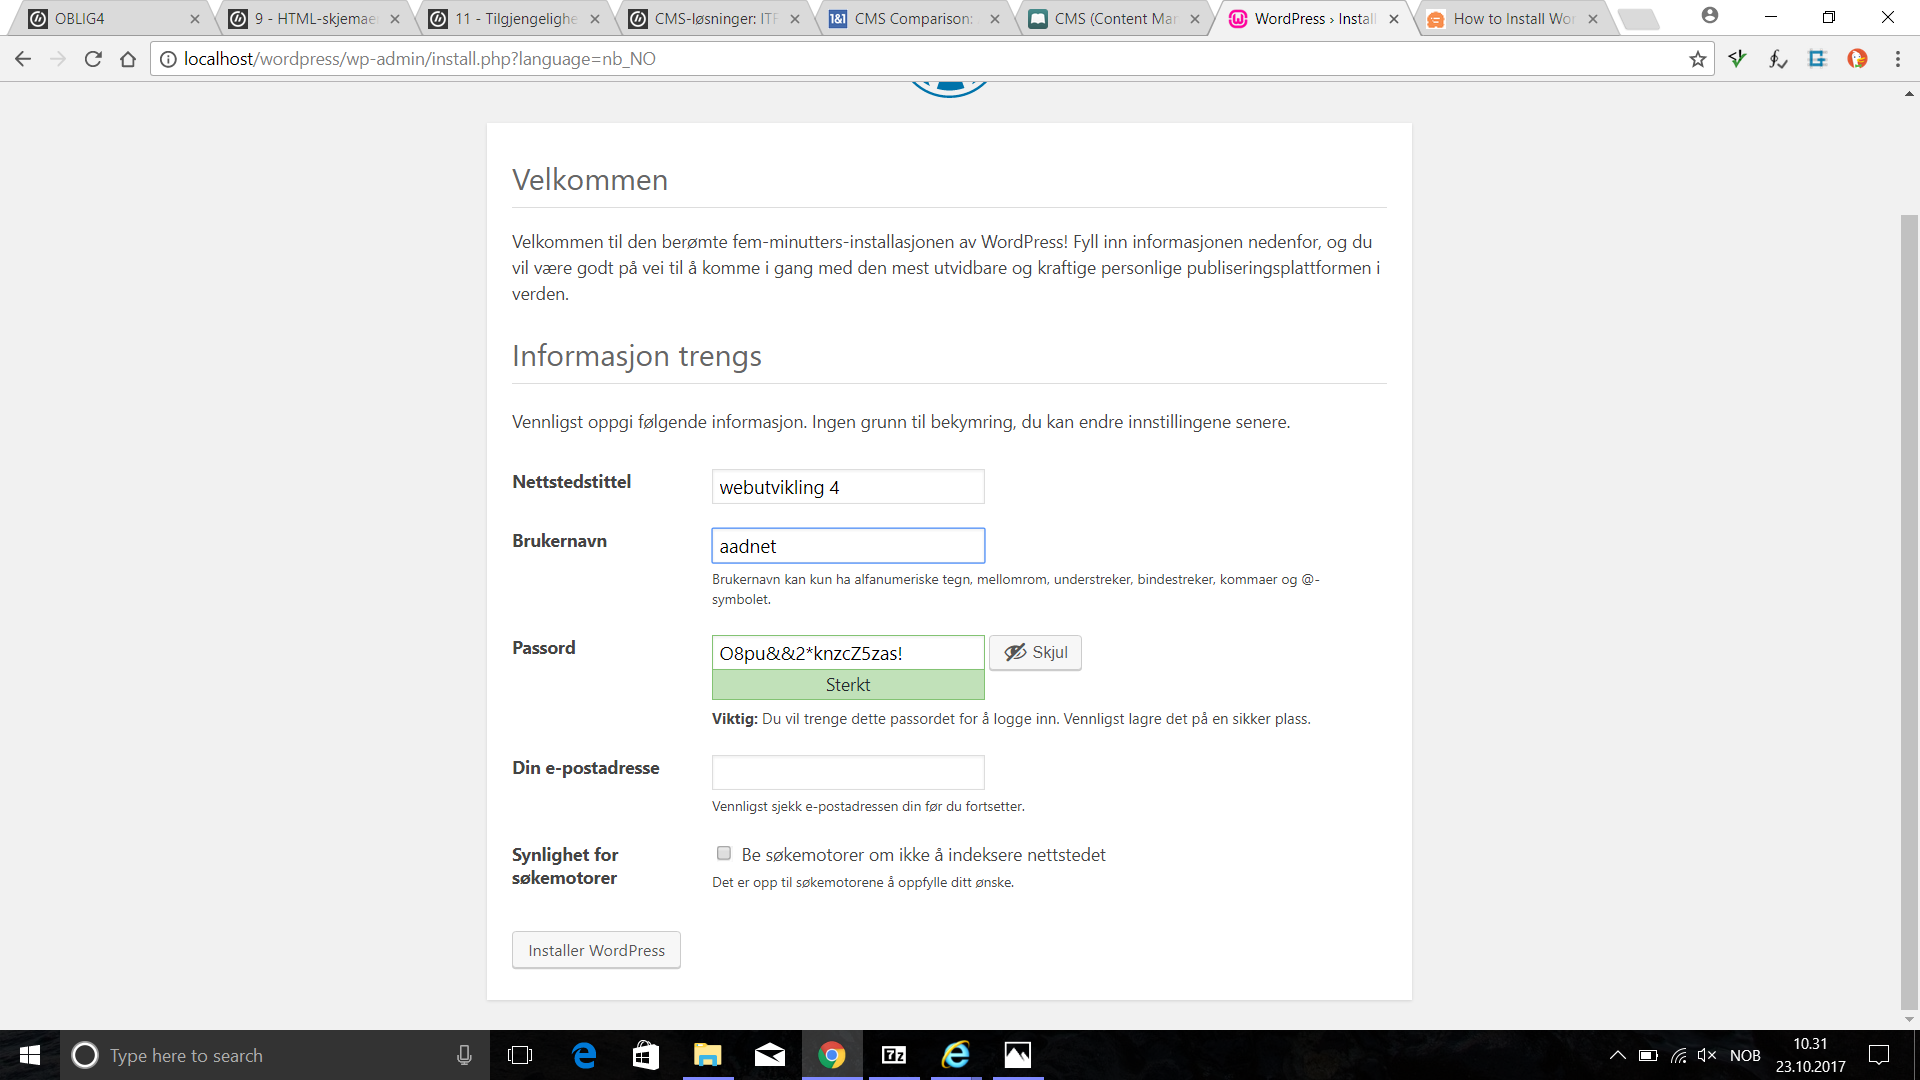 OBLIG4
9 - HTML-skjemae
11 - Tilgjengelighe
CMS-løsninger: ITF
1&1
CMS Comparison:
CMS (Content Man
WordPress › Install
How to Install Wor
localhost/wordpress/wp-admin/install.php?language=nb_NO
Velkommen
Velkommen til den berømte fem-minutters-installasjonen av WordPress! Fyll inn informasjonen nedenfor, og du
vil være godt på vei til å komme i gang med den mest utvidbare og kraftige personlige publiseringsplattformen i
verden.
Informasjon trengs
Vennligst oppgi følgende informasjon. Ingen grunn til bekymring, du kan endre innstillingene senere.
Nettstedstittel
webutvikling 4
Brukernavn
aadnet
Brukernavn kan kun ha alfanumeriske tegn, mellomrom, understreker, bindestreker, kommaer og @-
symbolet.
Passord
O8pu&&2*knzcZ5zas!
Skjul
Sterkt
Viktig: Du vil trenge dette passordet for å logge inn. Vennligst lagre det på en sikker plass.
Din e-postadresse
Vennligst sjekk e-postadressen din før du fortsetter.
Synlighet for
søkemotorer
Be søkemotorer om ikke å indeksere nettstedet
Det er opp til søkemotorene å oppfylle ditt ønske.
Installer WordPress
Type here to search
7z
NOB
10.31
23.10.2017